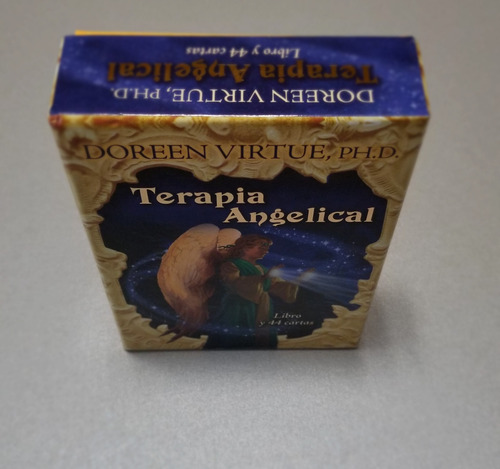 DOREEN VIRTUE, PH.D.
Terapia Angelical
Libro y 44 cartas
DOREEN VIRTUE, PH.D.
Terapia
Angelical
Libro
y 44 cartas